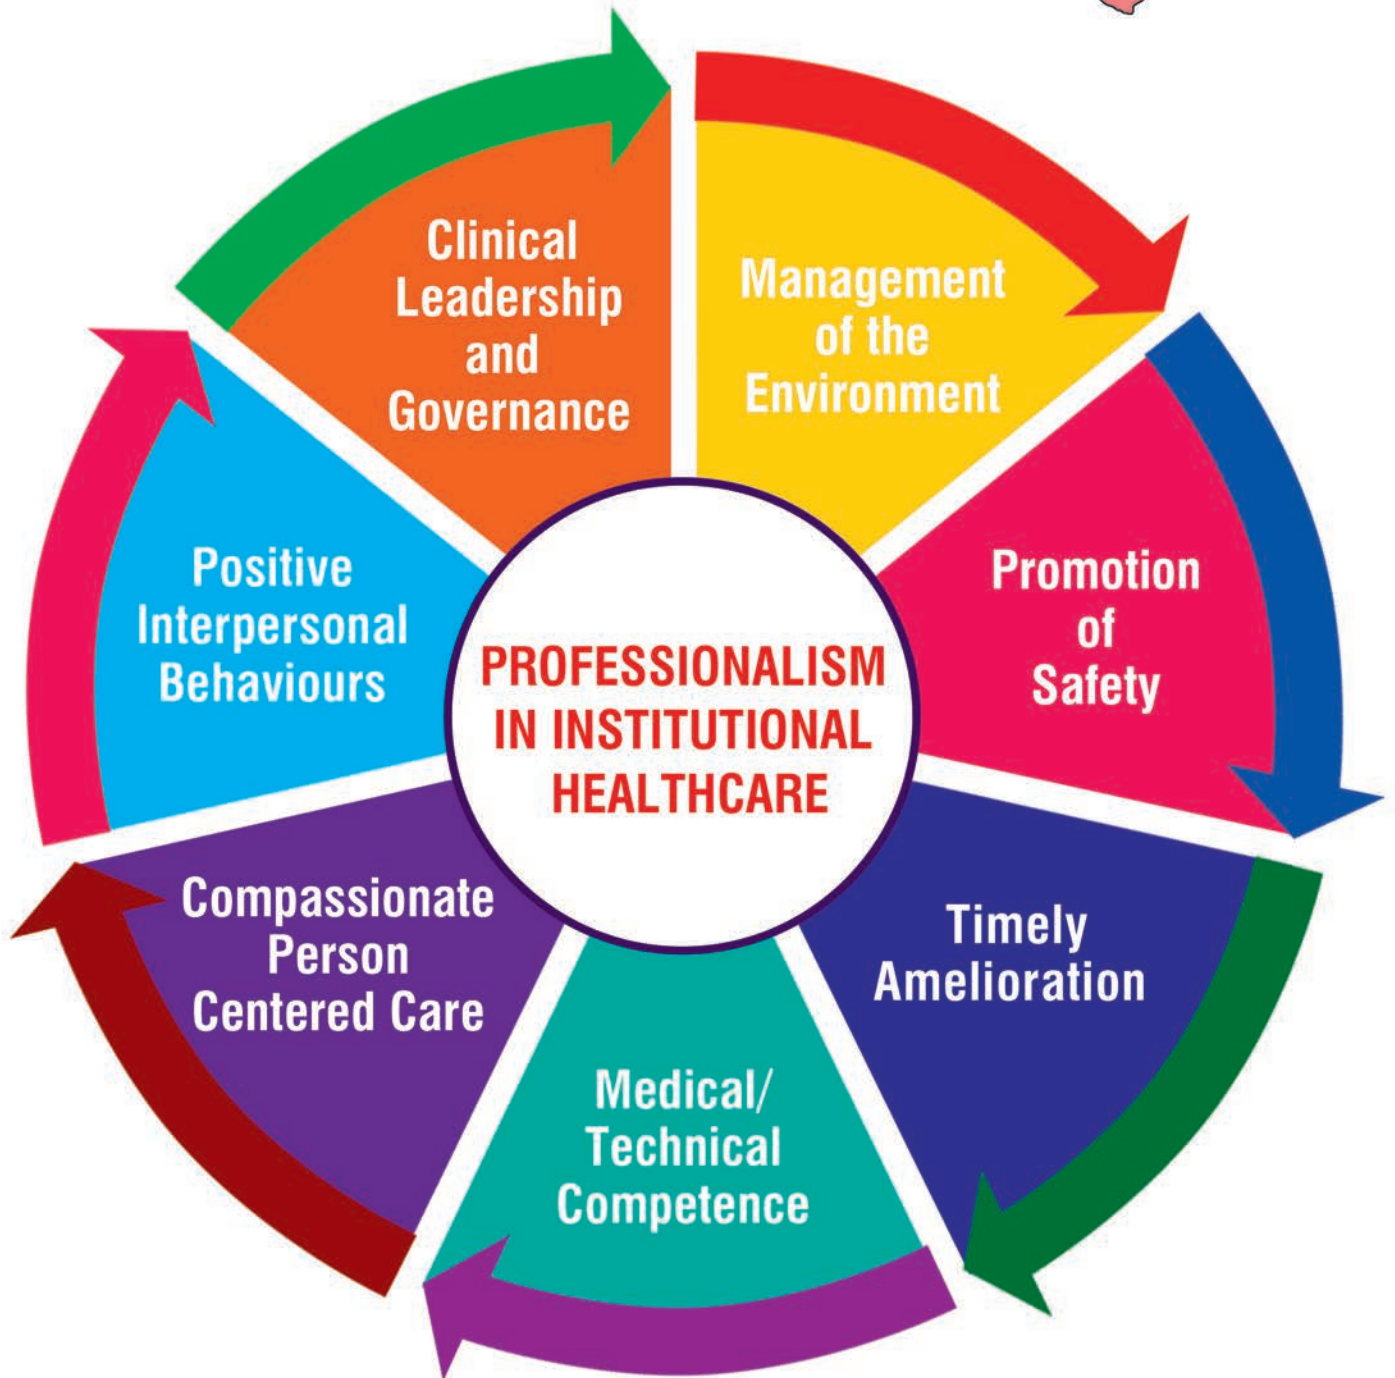 Clinical
Leadership
and
Governance
Management
of the
Environment
Promotion
of
Safety
Timely
Amelioration
Medical/
Technical
Competence
Compassionate
Person
Centered Care
Positive
Interpersonal
Behaviours
PROFESSIONALISM
IN INSTITUTIONAL
HEALTHCARE